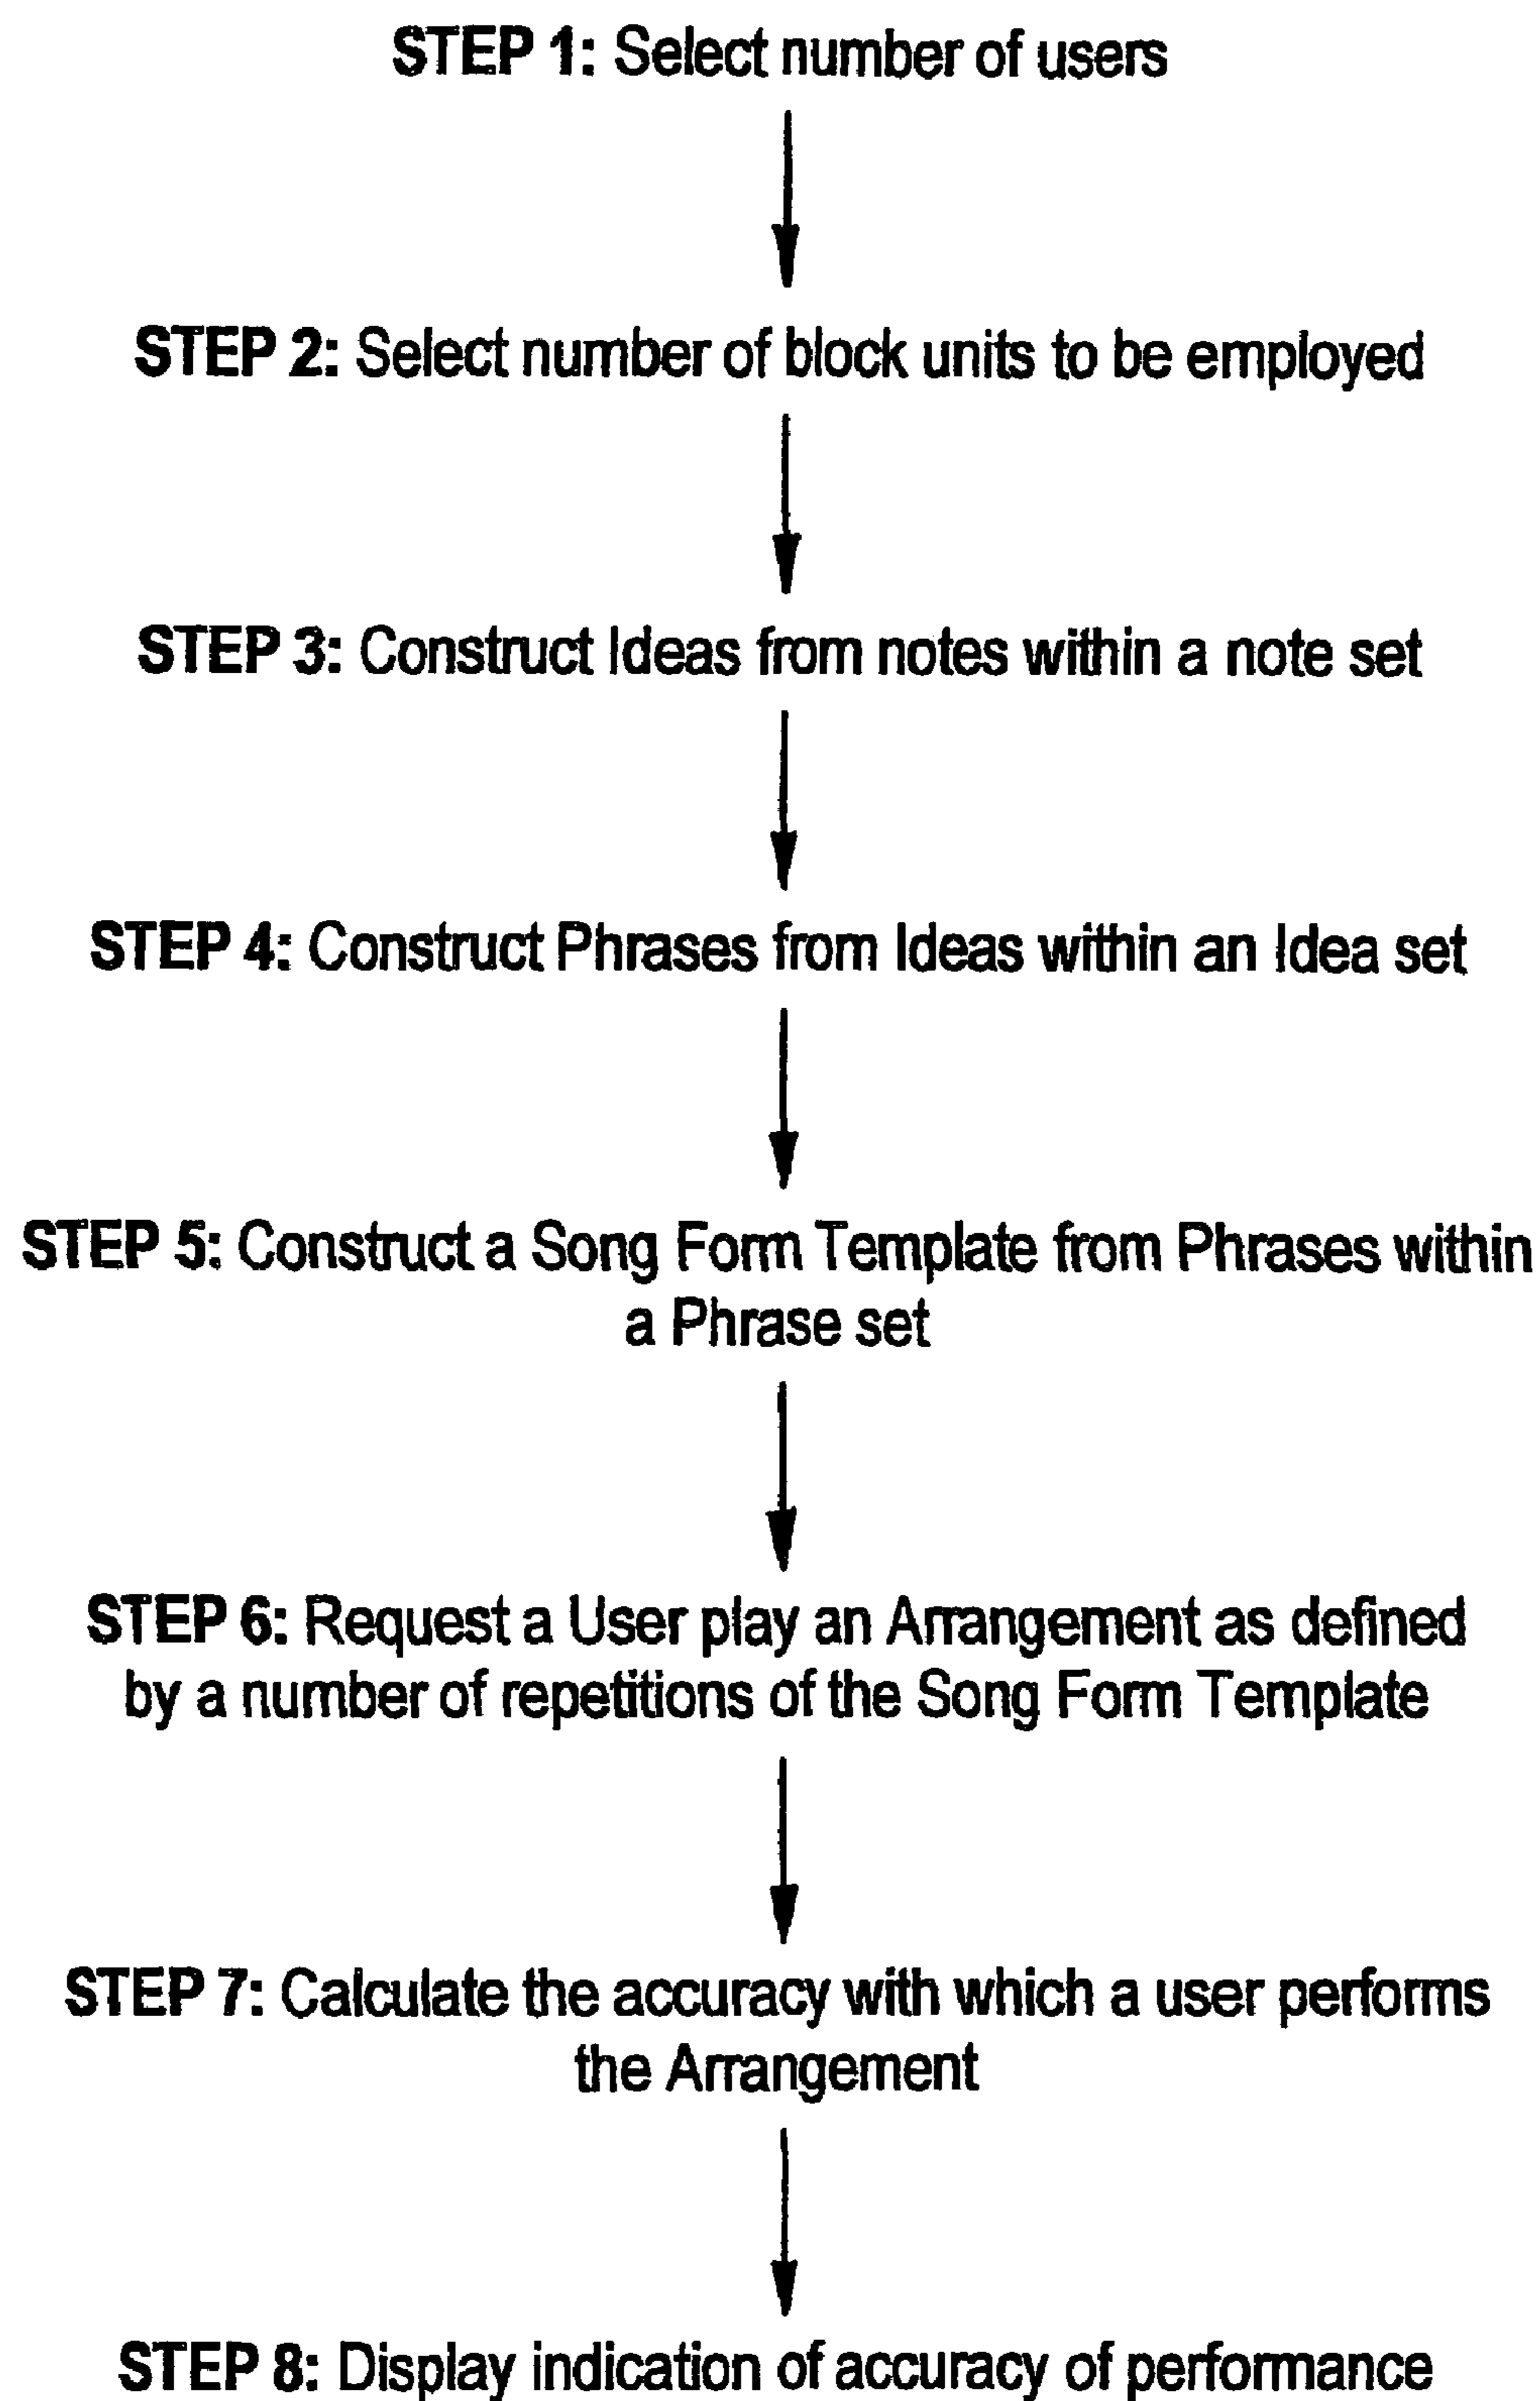 STEP 1: Select number of users
STEP 2: Select number of block units to be employed
STEP 3: Construct Ideas from notes within a note set
STEP 4: Construct Phrases from Ideas within an Idea set
STEP 5: Construct a Song Form Template from Phrases within
a Phrase set
STEP 6: Request a User play an Arrangement as defined
by a number of repetitions of the Song Form Template
STEP 7: Calculate the accuracy with which a user performs
the Arrangement
STEP 8: Display indication of accuracy of performance